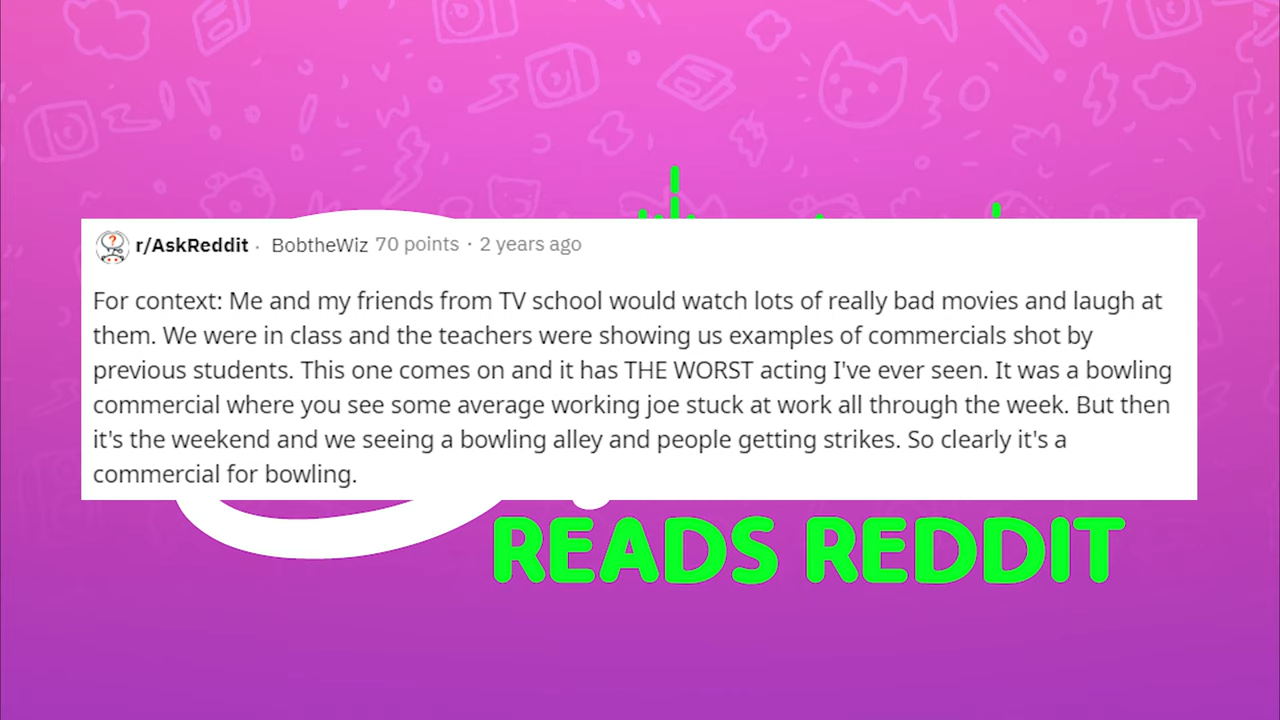 r/AskReddit · BobtheWiz 70 points · 2 years ago
For context: Me and my friends from TV school would watch lots of really bad movies and laugh at
them. We were in class and the teachers were showing us examples of commercials shot by
previous students. This one comes on and it has THE WORST acting I've ever seen. It was a bowling
commercial where you see some average working joe stuck at work all through the week. But then
it's the weekend and we seeing a bowling alley and people getting strikes. So clearly it's a
commercial for bowling.
READS REDDIT